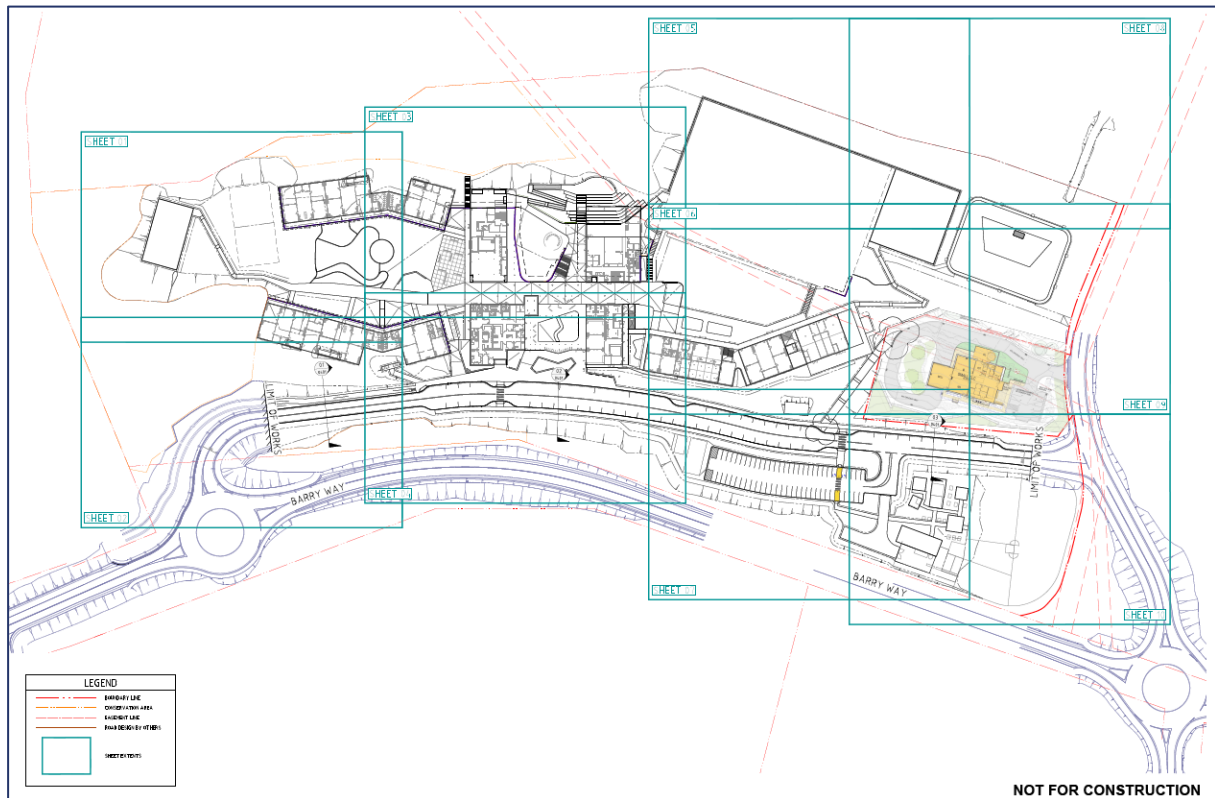 SHEET 05
SHEET 03
SHEET 01
SHEET 06
LIMIT OF WORKS
BARRY WAY
SHEET 02
SHEET 09
LIMIT OF WORKS
SHEET 07
BARRY WAY
LEGEND
BOUNDARY LINE
CONSERVATION AREA
EASEMENT LINE
ROAD DESIGN BY OTHERS
SHEET EXTENTS
NOT FOR CONSTRUCTION